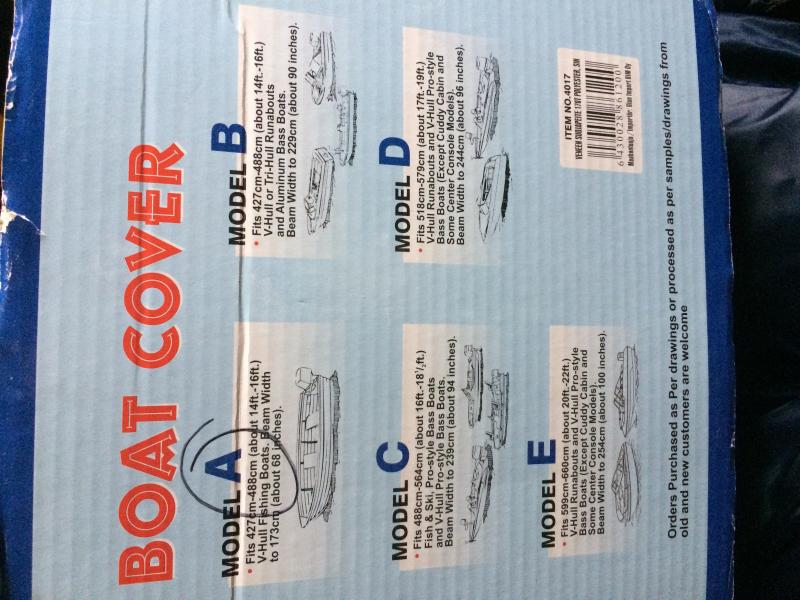 BOAT COVER
MODEL A
• Fits 427cm-488cm (about 14ft.-16ft.)
V-Hull Fishing Boats. Beam Width
to 173cm (about 68 inches).
MODEL B
• Fits 427cm-488cm (about 14ft.-16ft.)
V-Hull or Tri-Hull Runabouts
and Aluminum Bass Boats.
Beam Width to 229cm (about 90 inches).
MODEL C
• Fits 488cm-564cm (about 16ft.-18½ft.)
Fish & Ski, Pro-style Bass Boats
and V-Hull Pro-style Bass Boats.
Beam Width to 239cm (about 94 inches).
MODEL D
• Fits 518cm-579cm (about 17ft.-19ft.)
V-Hull Runabouts and V-Hull Pro-style
Bass Boats (Except Cuddy Cabin and
Some Center Console Models).
Beam Width to 244cm (about 96 inches).
MODEL E
• Fits 599cm-660cm (about 20ft.-22ft.)
V-Hull Runabouts and V-Hull Pro-style
Bass Boats (Except Cuddy Cabin and
Some Center Console Models).
Beam Width to 254cm (about 100 inches).
ITEM NO.4017
VENEEN SUOJAPEITE
6 430028 861200
Maahantuoja / Importör
Orders Purchased as Per drawings or processed as per samples/drawings from
old and new customers are welcome